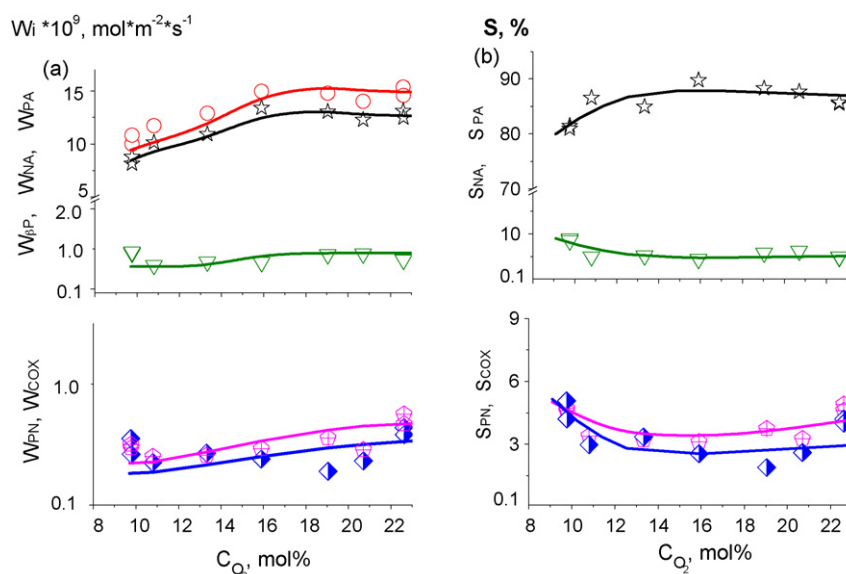 Wi *10⁹, mol*m⁻²*s⁻¹
S, %
(a)
(b)
W_βP, W_NA, W_PA
15
10
5
2.0
1.0
0.1
S_NA, S_PA
90
80
70
10
0.1
W_PN, W_COX
1.0
0.1
S_PN, S_COX
9
6
3
0.1
8 10 12 14 16 18 20 22
8 10 12 14 16 18 20 22
C_O₂, mol%
C_O₂, mol%